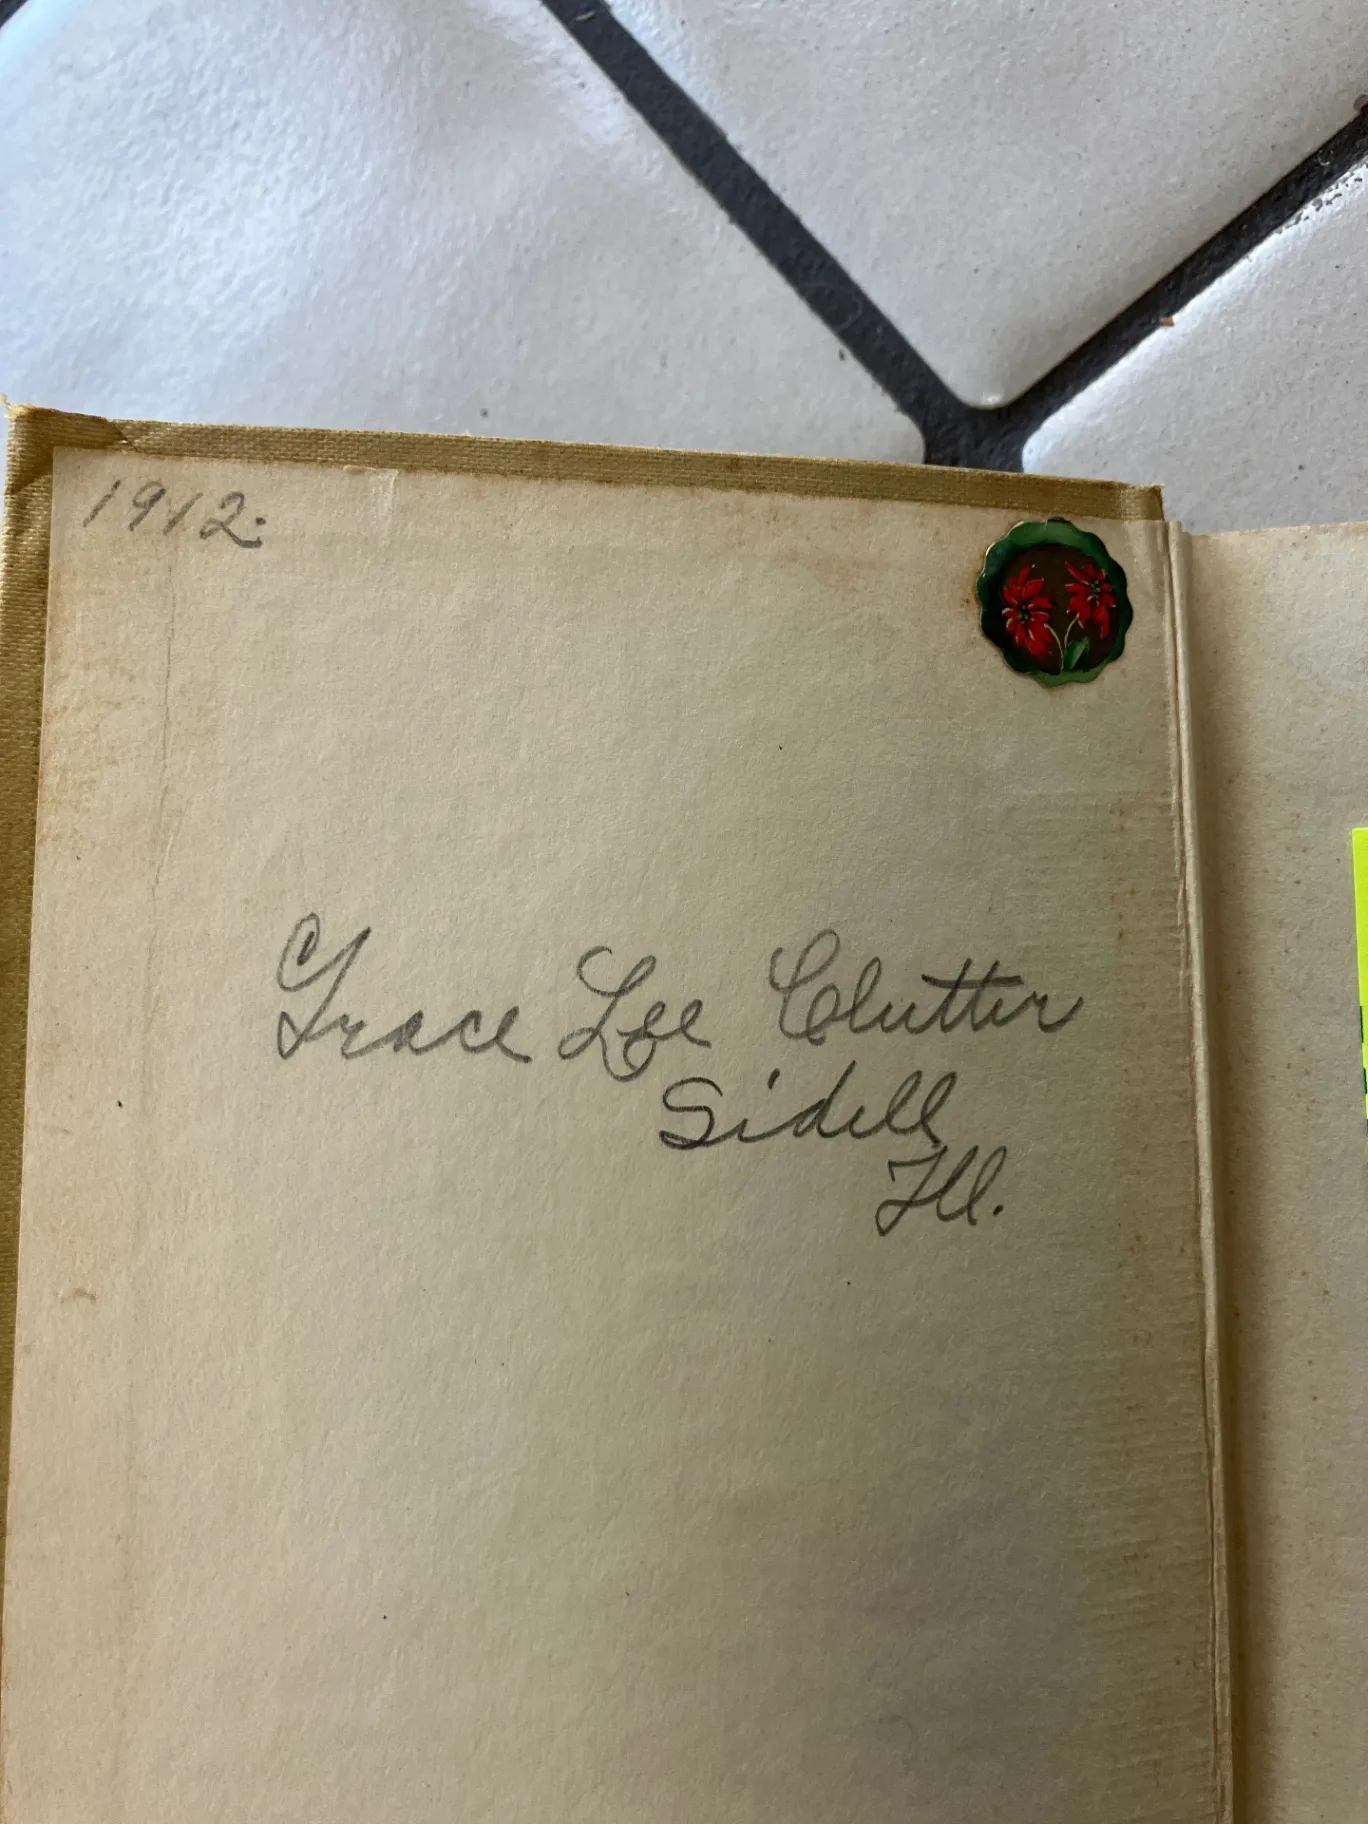 1912.
Grace Lee Clutter
Sidell
Ill.